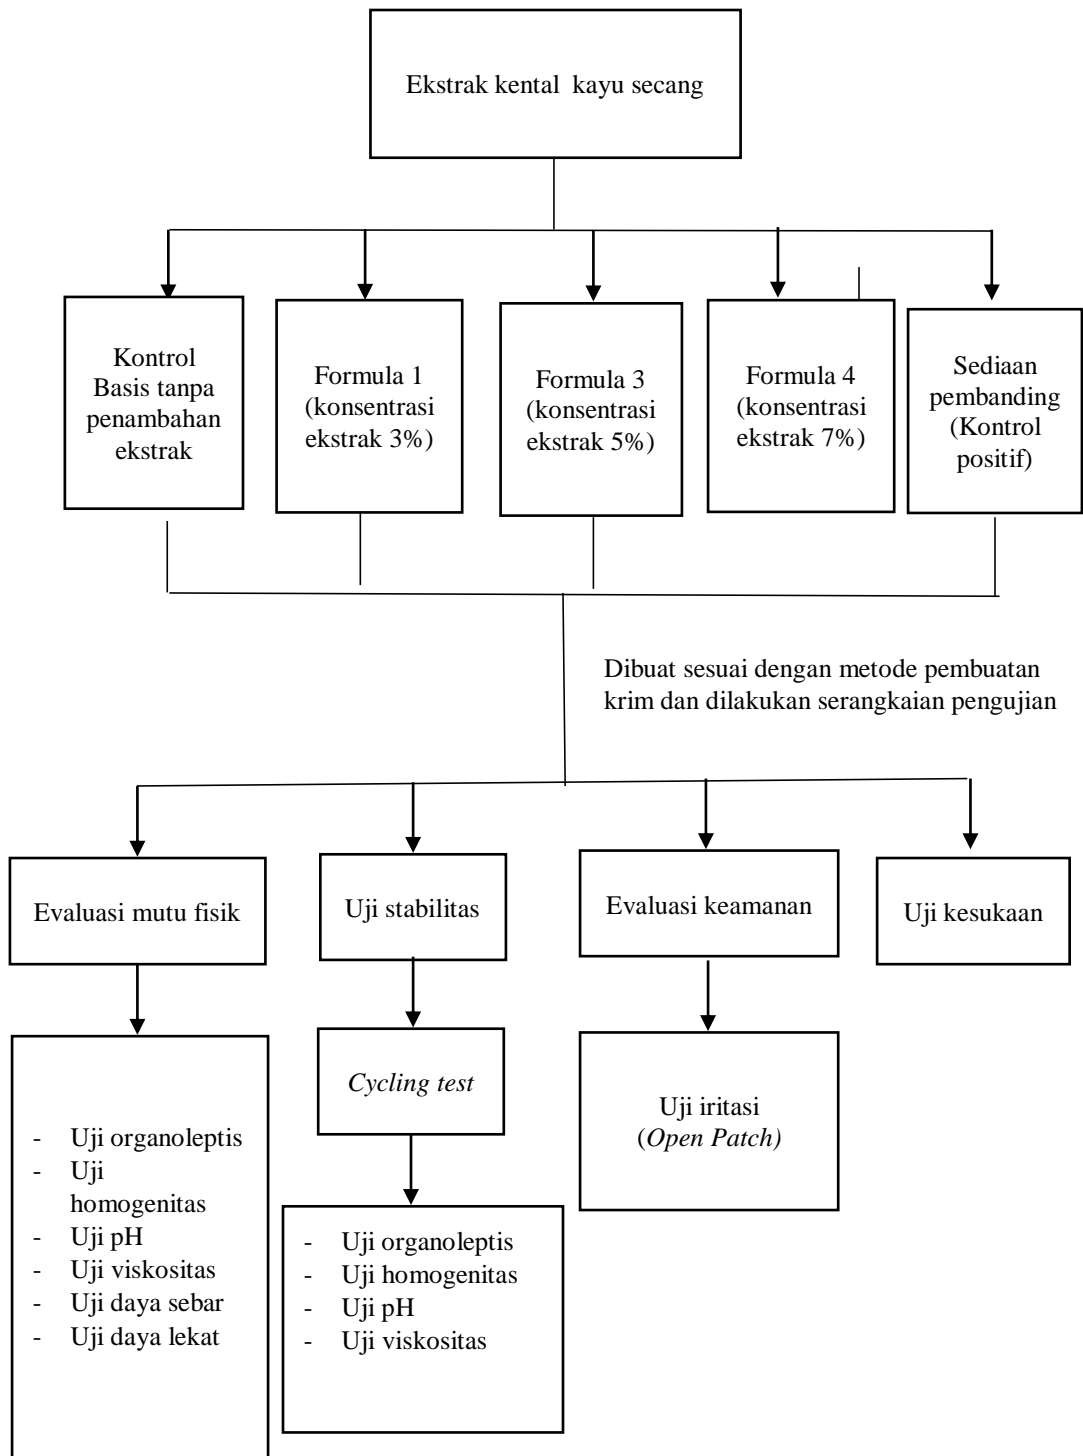 Ekstrak kental kayu secang
Kontrol
Basis tanpa
penambahan
ekstrak
Formula 1
(konsentrasi
ekstrak 3%)
Formula 3
(konsentrasi
ekstrak 5%)
Formula 4
(konsentrasi
ekstrak 7%)
Sediaan
pembanding
(Kontrol
positif)
Dibuat sesuai dengan metode pembuatan
krim dan dilakukan serangkaian pengujian
Evaluasi mutu fisik
Uji stabilitas
Evaluasi keamanan
Uji kesukaan
- Uji organoleptis
- Uji
homogenitas
- Uji pH
- Uji viskositas
- Uji daya sebar
- Uji daya lekat
Cycling test
- Uji organoleptis
- Uji homogenitas
- Uji pH
- Uji viskositas
Uji iritasi
(Open Patch)